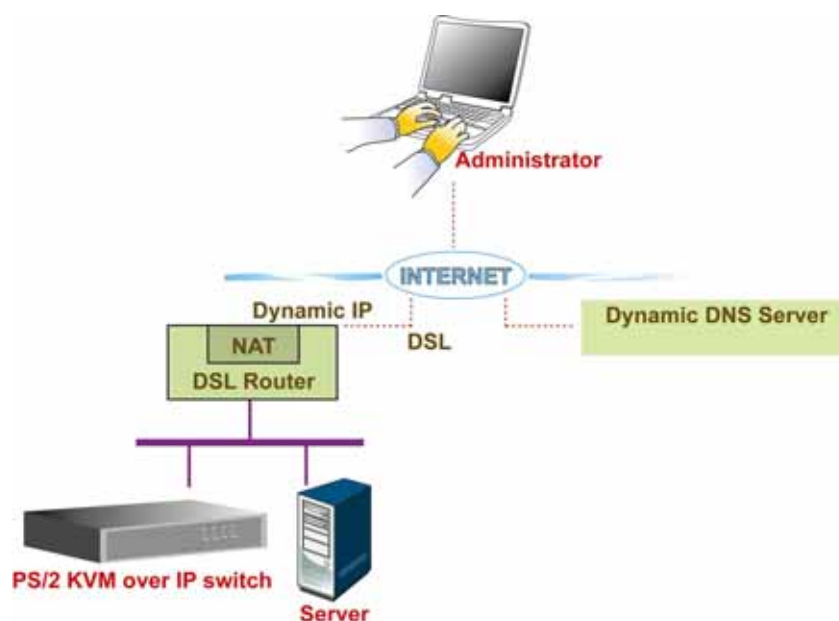 Administrator
INTERNET
Dynamic IP
Dynamic DNS Server
DSL
NAT
DSL Router
PS/2 KVM over IP switch
Server